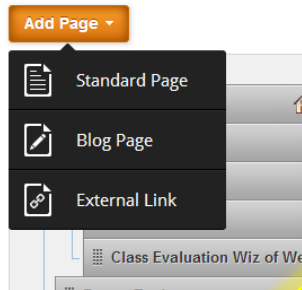 Add Page
Standard Page
Blog Page
External Link
Class Evaluation Wiz of We